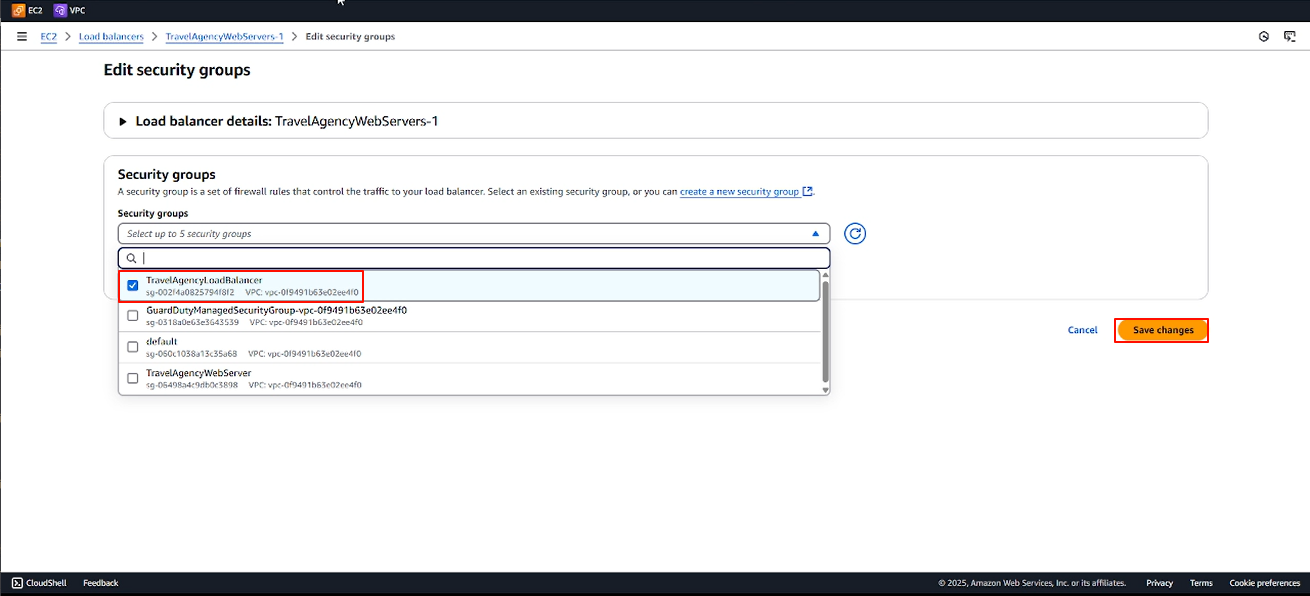 EC2 VPC
EC2 > Load balancers > TravelAgencyWebServers-1 > Edit security groups
Edit security groups
Load balancer details: TravelAgencyWebServers-1
Security groups
A security group is a set of firewall rules that control the traffic to your load balancer. Select an existing security group, or you can create a new security group.
Security groups
Select up to 5 security groups
TravelAgencyLoadBalancer
sg-002f4a0825794f8f2 VPC: vpc-0f9491b63e02ee4f0
GuardDutyManagedSecurityGroup-vpc-0f9491b63e02ee4f0
sg-0318a0e63e3643539 VPC: vpc-0f9491b63e02ee4f0
default
sg-060c1038a13c35a68 VPC: vpc-0f9491b63e02ee4f0
TravelAgencyWebServer
sg-06498a4c9db0c3898 VPC: vpc-0f9491b63e02ee4f0
Cancel Save changes
CloudShell Feedback © 2025, Amazon Web Services, Inc. or its affiliates. Privacy Terms Cookie preferences